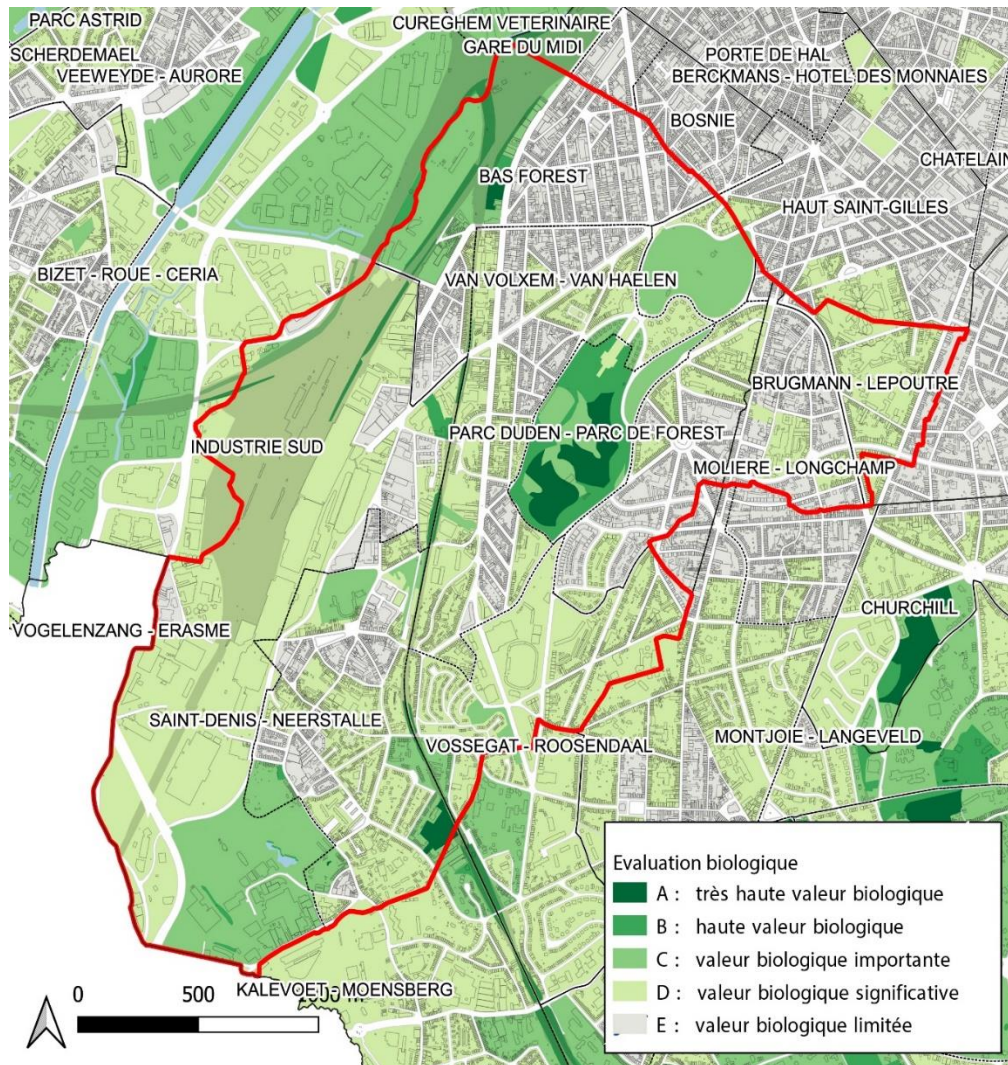 PARC ASTRID
CUREGHEM VETERINAIRE
SCHERDEMAEL
GARE DU MIDI
PORTE DE HAL
VEEWEYDE - AURORE
BERCKMANS - HOTEL DES MONNAIES
BOSNIE
CHATELAIN
BAS FOREST
HAUT SAINT-GILLES
BIZET - ROUE - CERIA
VAN VOLXEM - VAN HAELEN
BRUGMANN - LEPOUTRE
PARC DUDEN - PARC DE FOREST
INDUSTRIE SUD
MOLIERE - LONGCHAMP
CHURCHILL
VOGELENZANG - ERASME
SAINT-DENIS - NEERSTALLE
VOSSEGAT - ROOSENDAAL
MONTJOIE - LANGEVELD
KALEVOET - MOENSBERG
0 500
Evaluation biologique
A : très haute valeur biologique
B : haute valeur biologique
C : valeur biologique importante
D : valeur biologique significative
E : valeur biologique limitée